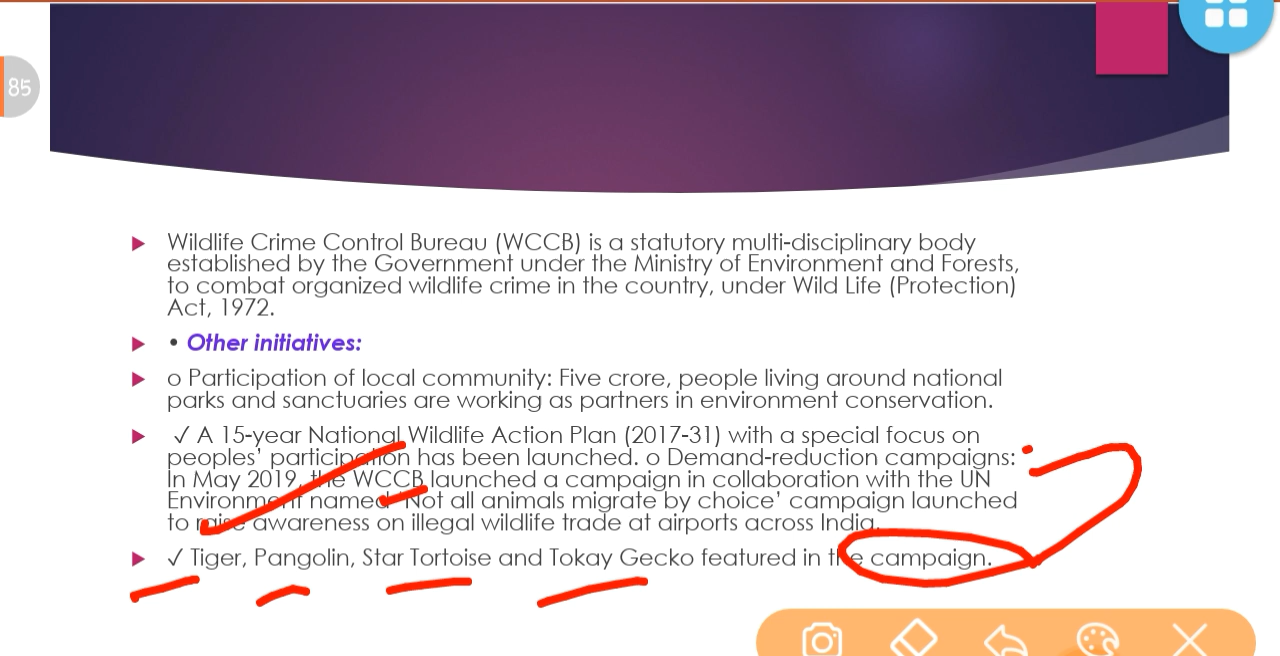 85
Wildlife Crime Control Bureau (WCCB) is a statutory multi-disciplinary body
established by the Government under the Ministry of Environment and Forests,
to combat organized wildlife crime in the country, under Wild Life (Protection)
Act, 1972.
• Other initiatives:
o Participation of local community: Five crore, people living around national
parks and sanctuaries are working as partners in environment conservation.
✓ A 15-year National Wildlife Action Plan (2017-31) with a special focus on
peoples' participation has been launched. o Demand-reduction campaigns:
In May 2019, the WCCB launched a campaign in collaboration with the UN
Environment named 'Not all animals migrate by choice' campaign launched
to raise awareness on illegal wildlife trade at airports across India.
✓ Tiger, Pangolin, Star Tortoise and Tokay Gecko featured in the campaign.